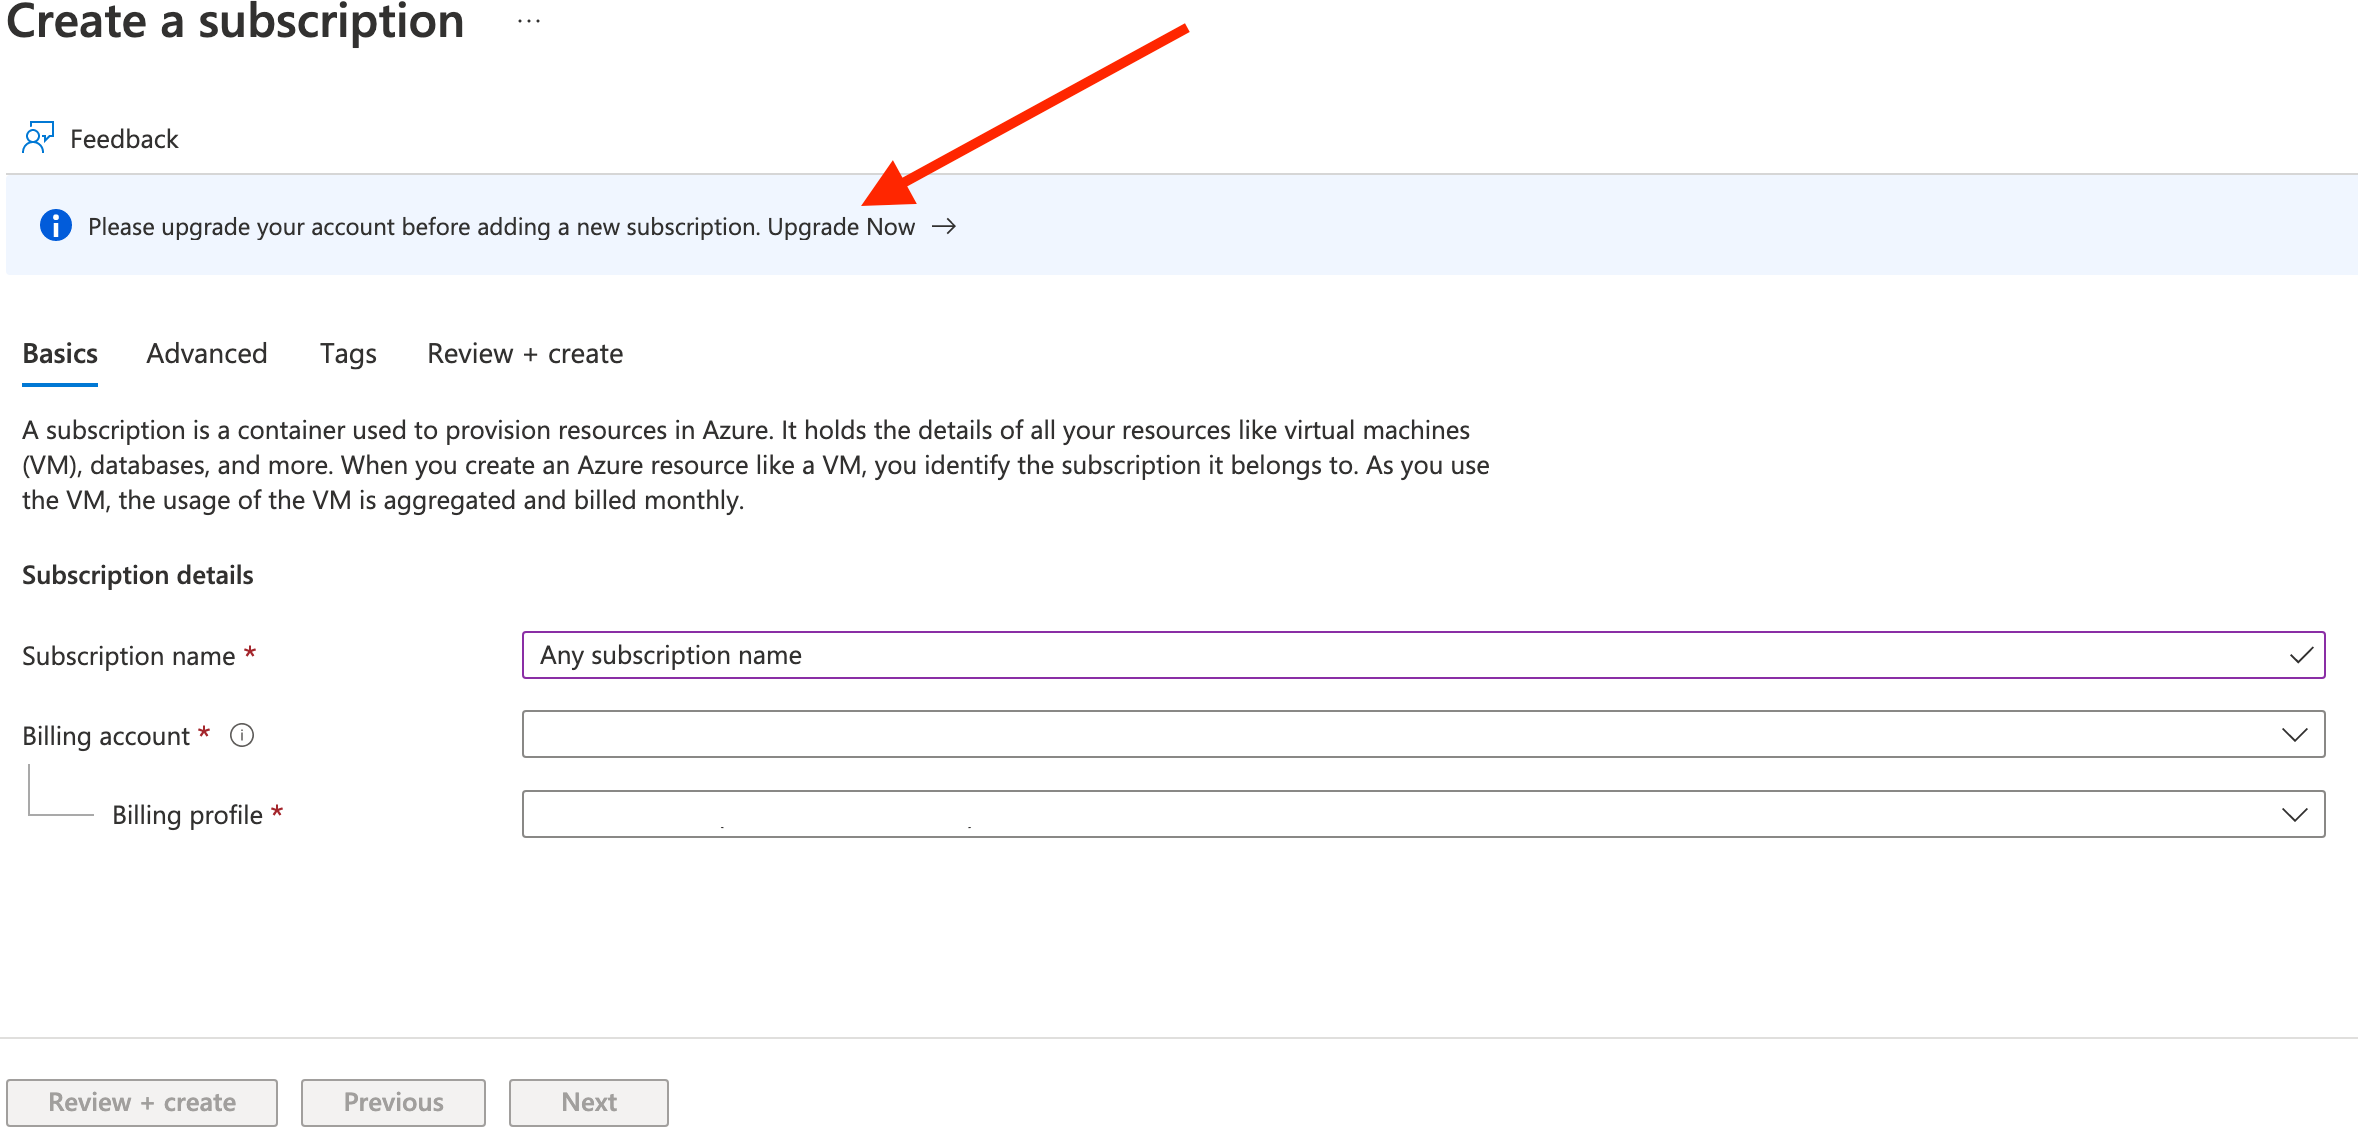 Create a subscription ...
Feedback
Please upgrade your account before adding a new subscription. Upgrade Now →
Basics Advanced Tags Review + create
A subscription is a container used to provision resources in Azure. It holds the details of all your resources like virtual machines
(VM), databases, and more. When you create an Azure resource like a VM, you identify the subscription it belongs to. As you use
the VM, the usage of the VM is aggregated and billed monthly.
Subscription details
Subscription name * Any subscription name
Billing account *
Billing profile *
Review + create Previous Next